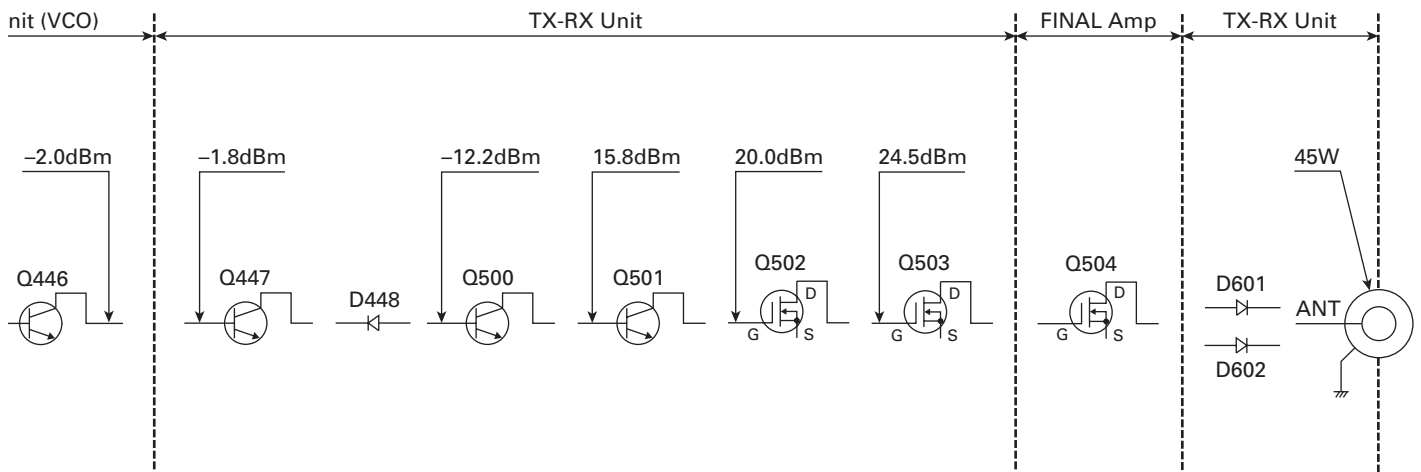 nit (VCO)
TX-RX Unit
FINAL Amp
TX-RX Unit
–2.0dBm
–1.8dBm
–12.2dBm
15.8dBm
20.0dBm
24.5dBm
45W
Q446
Q447
D448
Q500
Q501
Q502
Q503
Q504
D601
D
D
D
ANT
G
S
G
S
G
S
D602